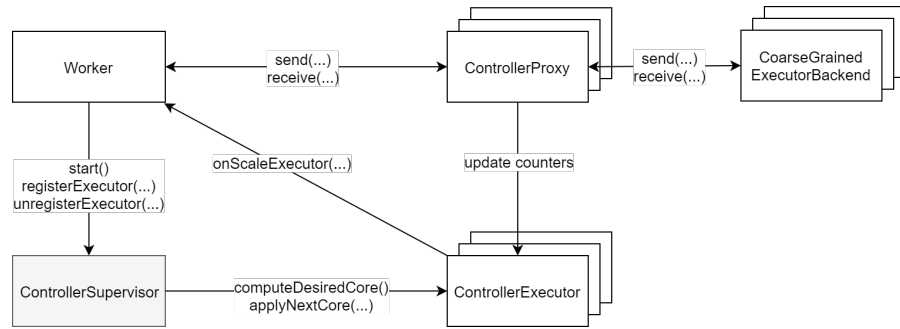 Worker
send(...)
receive(...)
ControllerProxy
send(...)
receive(...)
CoarseGrained
ExecutorBackend
start()
registerExecutor(...)
unregisterExecutor(...)
onScaleExecutor(...)
update counters
ControllerSupervisor
computeDesiredCore()
applyNextCore(...)
ControllerExecutor